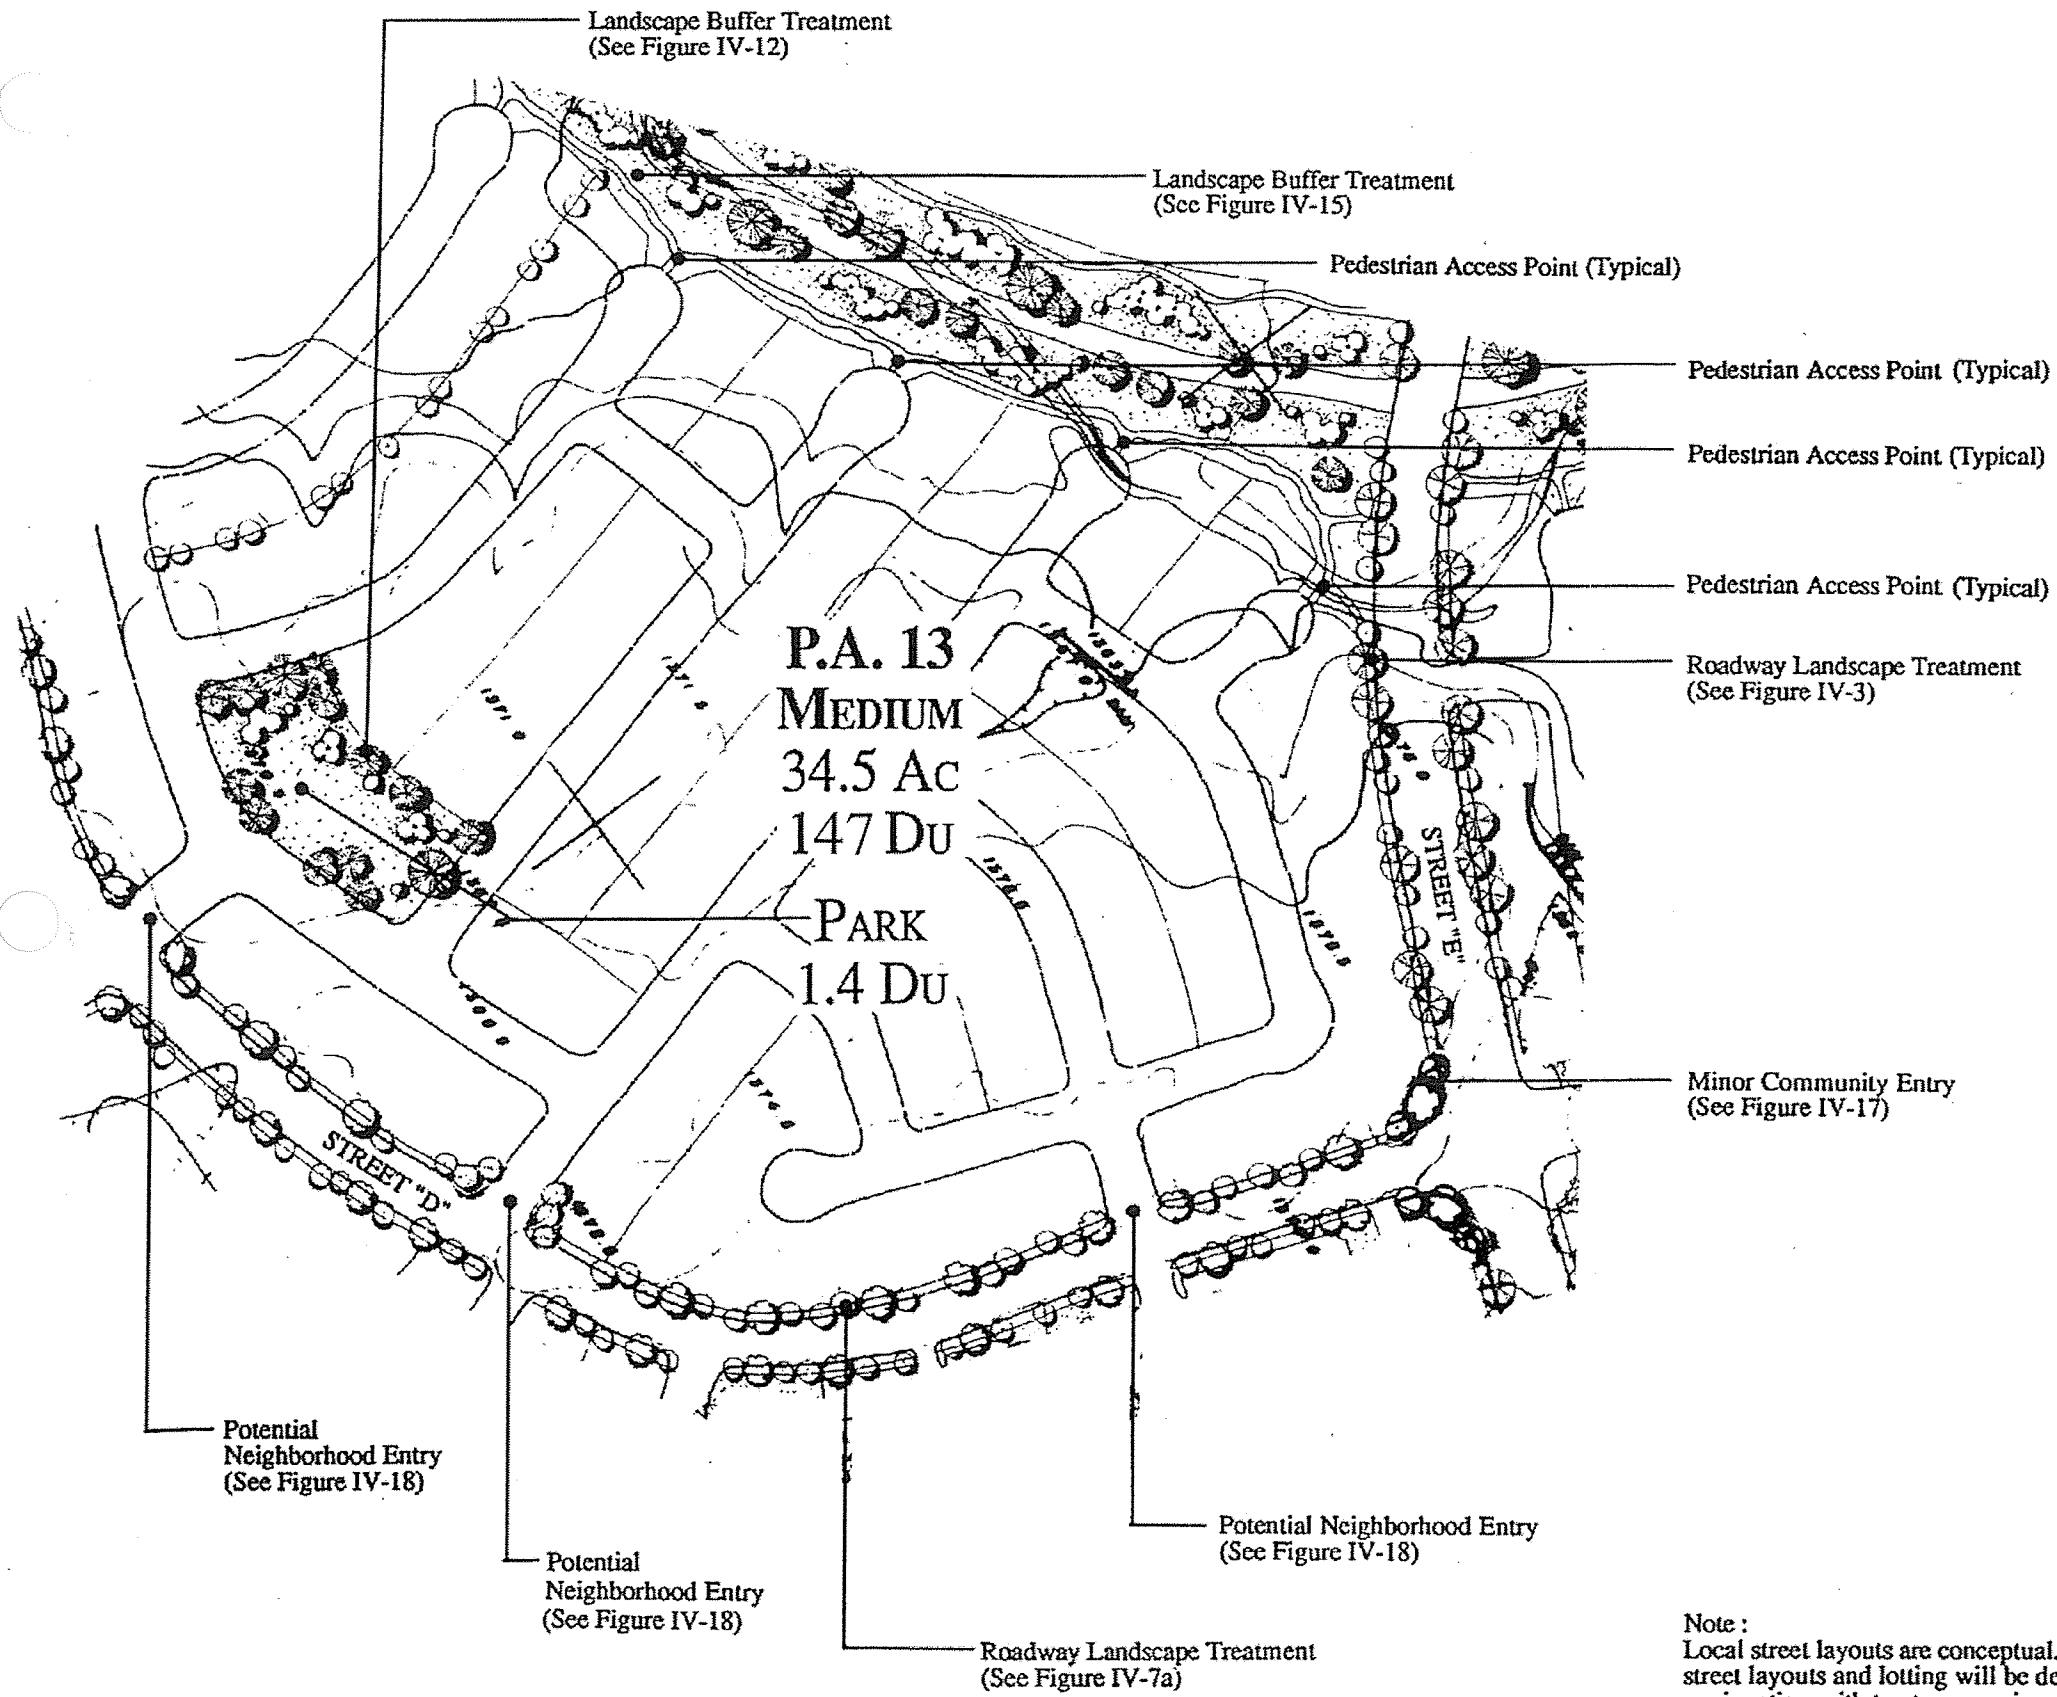 Landscape Buffer Treatment
(See Figure IV-12)
Landscape Buffer Treatment
(See Figure IV-15)
Pedestrian Access Point (Typical)
Pedestrian Access Point (Typical)
Pedestrian Access Point (Typical)
Pedestrian Access Point (Typical)
Roadway Landscape Treatment
(See Figure IV-3)
P.A. 13
MEDIUM
34.5 AC
147 DU
PARK
1.4 DU
STREET "E"
STREET "D"
Minor Community Entry
(See Figure IV-17)
Potential
Neighborhood Entry
(See Figure IV-18)
Potential
Neighborhood Entry
(See Figure IV-18)
Potential Neighborhood Entry
(See Figure IV-18)
Roadway Landscape Treatment
(See Figure IV-7a)
Note :
Local street layouts are conceptual.
street layouts and lotting will be